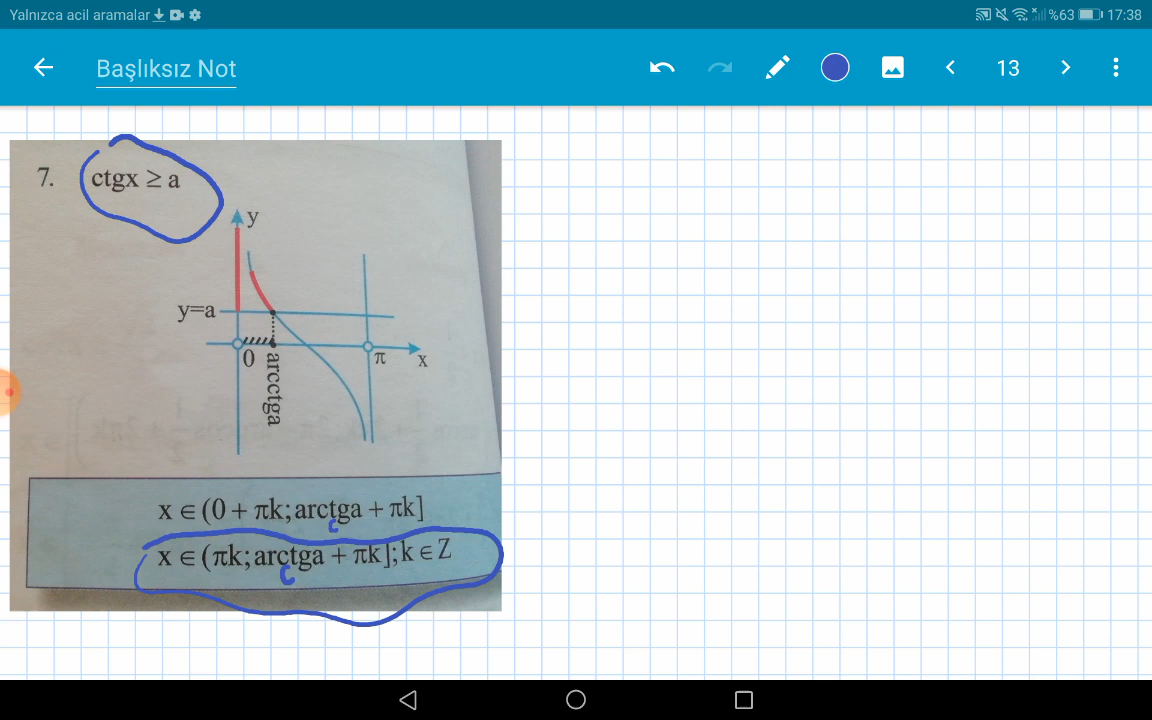 Yalnızca acil aramalar
%63 17:38
Başlıksız Not
13
7. ctgx ≥ a
y
y=a
0
π
x
arcctga
x ∈ (0 + πk; arctga + πk]
c
x ∈ (πk; arctga + πk]; k ∈ Z
c